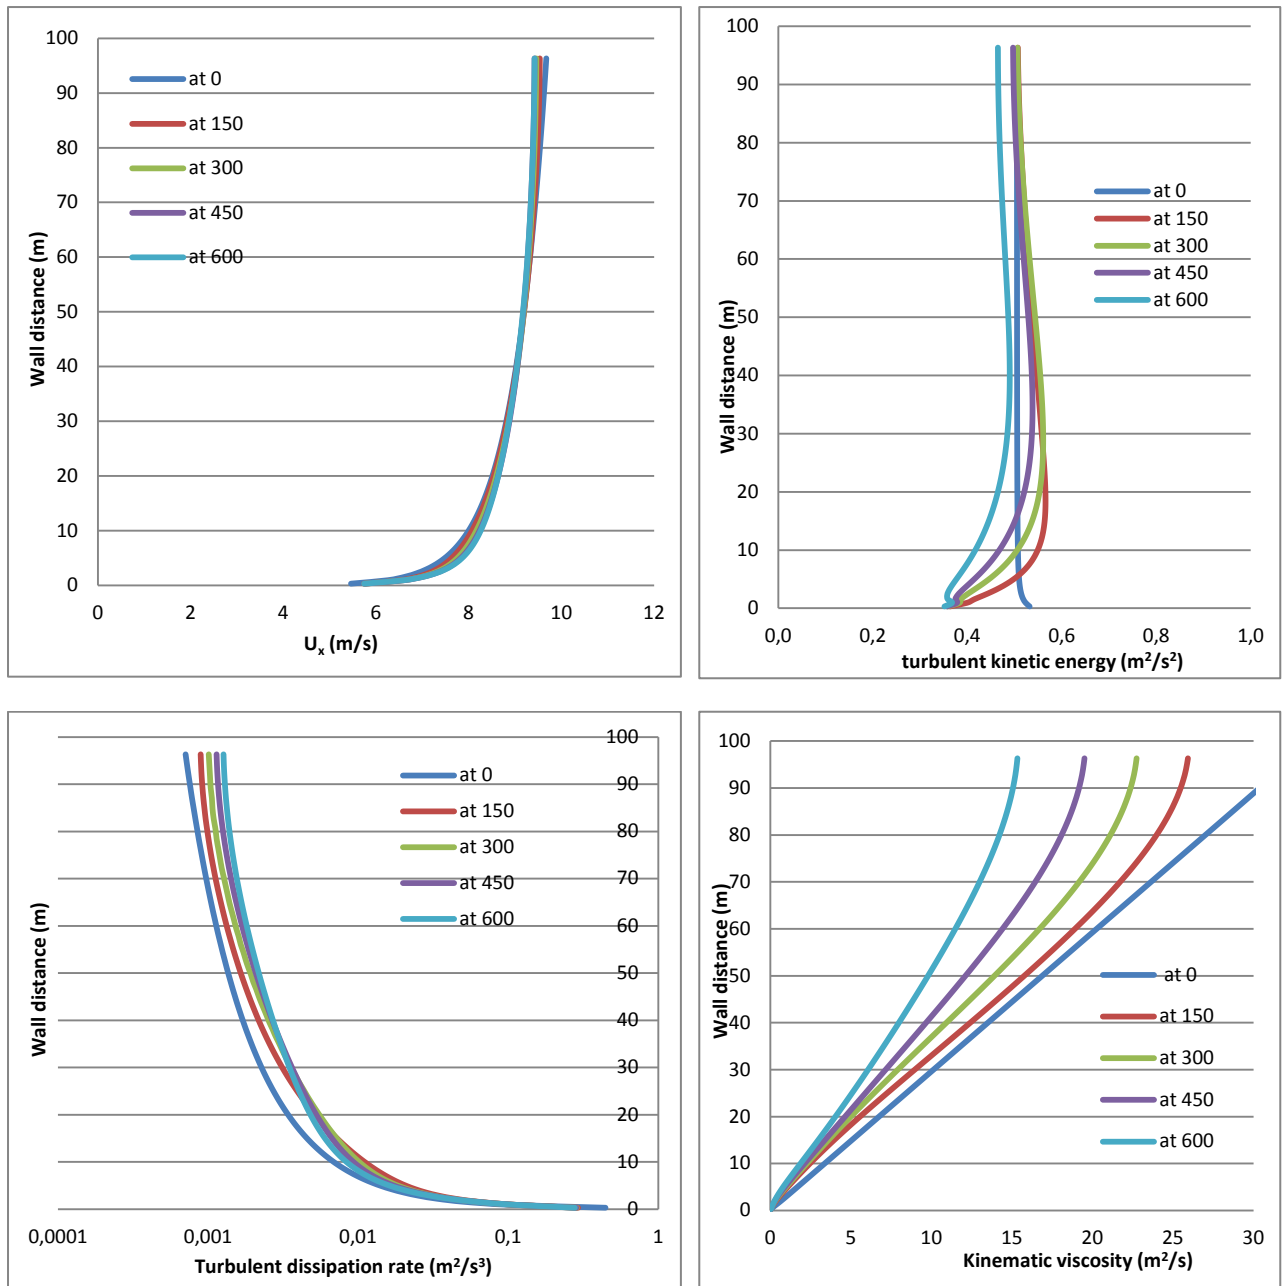 100
90
80
70
60
50
40
30
20
10
0
Wall distance (m)
at 0
at 150
at 300
at 450
at 600
0 2 4 6 8 10 12
Uₓ (m/s)
100
90
80
70
60
50
40
30
20
10
0
Wall distance (m)
at 0
at 150
at 300
at 450
at 600
0,0 0,2 0,4 0,6 0,8 1,0
turbulent kinetic energy (m²/s²)
100
90
80
70
60
50
40
30
20
10
0
Wall distance (m)
at 0
at 150
at 300
at 450
at 600
0,0001 0,001 0,01 0,1 1
Turbulent dissipation rate (m²/s³)
100
90
80
70
60
50
40
30
20
10
0
Wall distance (m)
at 0
at 150
at 300
at 450
at 600
0 5 10 15 20 25 30
Kinematic viscosity (m²/s)